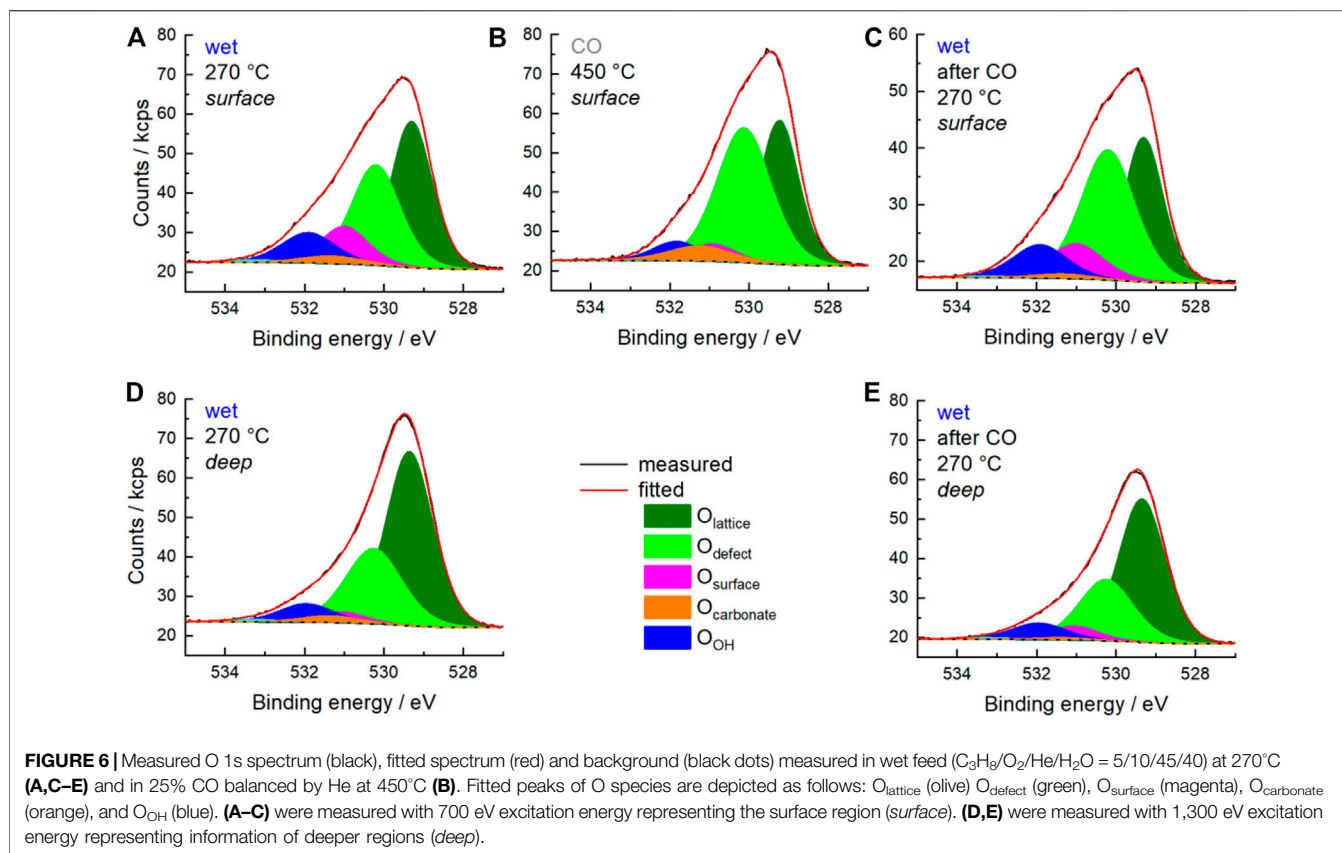 A
wet
270 °C
surface
80
70
60
50
40
30
20
Counts / kcps
534
532
530
528
Binding energy / eV
B
CO
450 °C
surface
80
70
60
50
40
30
20
534
532
530
528
Binding energy / eV
C
wet
after CO
270 °C
surface
60
50
40
30
20
534
532
530
528
Binding energy / eV
D
wet
270 °C
deep
80
70
60
50
40
30
20
Counts / kcps
534
532
530
528
Binding energy / eV
measured
fitted
Olattice
Odefect
Osurface
Ocarbonate
OOH
E
wet
after CO
270 °C
deep
80
70
60
50
40
30
20
534
532
530
528
Binding energy / eV
FIGURE 6 | Measured O 1s spectrum (black), fitted spectrum (red) and background (black dots) measured in wet feed (C3H8/O2/He/H2O = 5/10/45/40) at 270°C
(A,C–E) and in 25% CO balanced by He at 450°C (B). Fitted peaks of O species are depicted as follows: Olattice (olive) Odefect (green), Osurface (magenta), Ocarbonate
(orange), and OOH (blue). (A–C) were measured with 700 eV excitation energy representing the surface region (surface). (D,E) were measured with 1,300 eV excitation
energy representing information of deeper regions (deep).